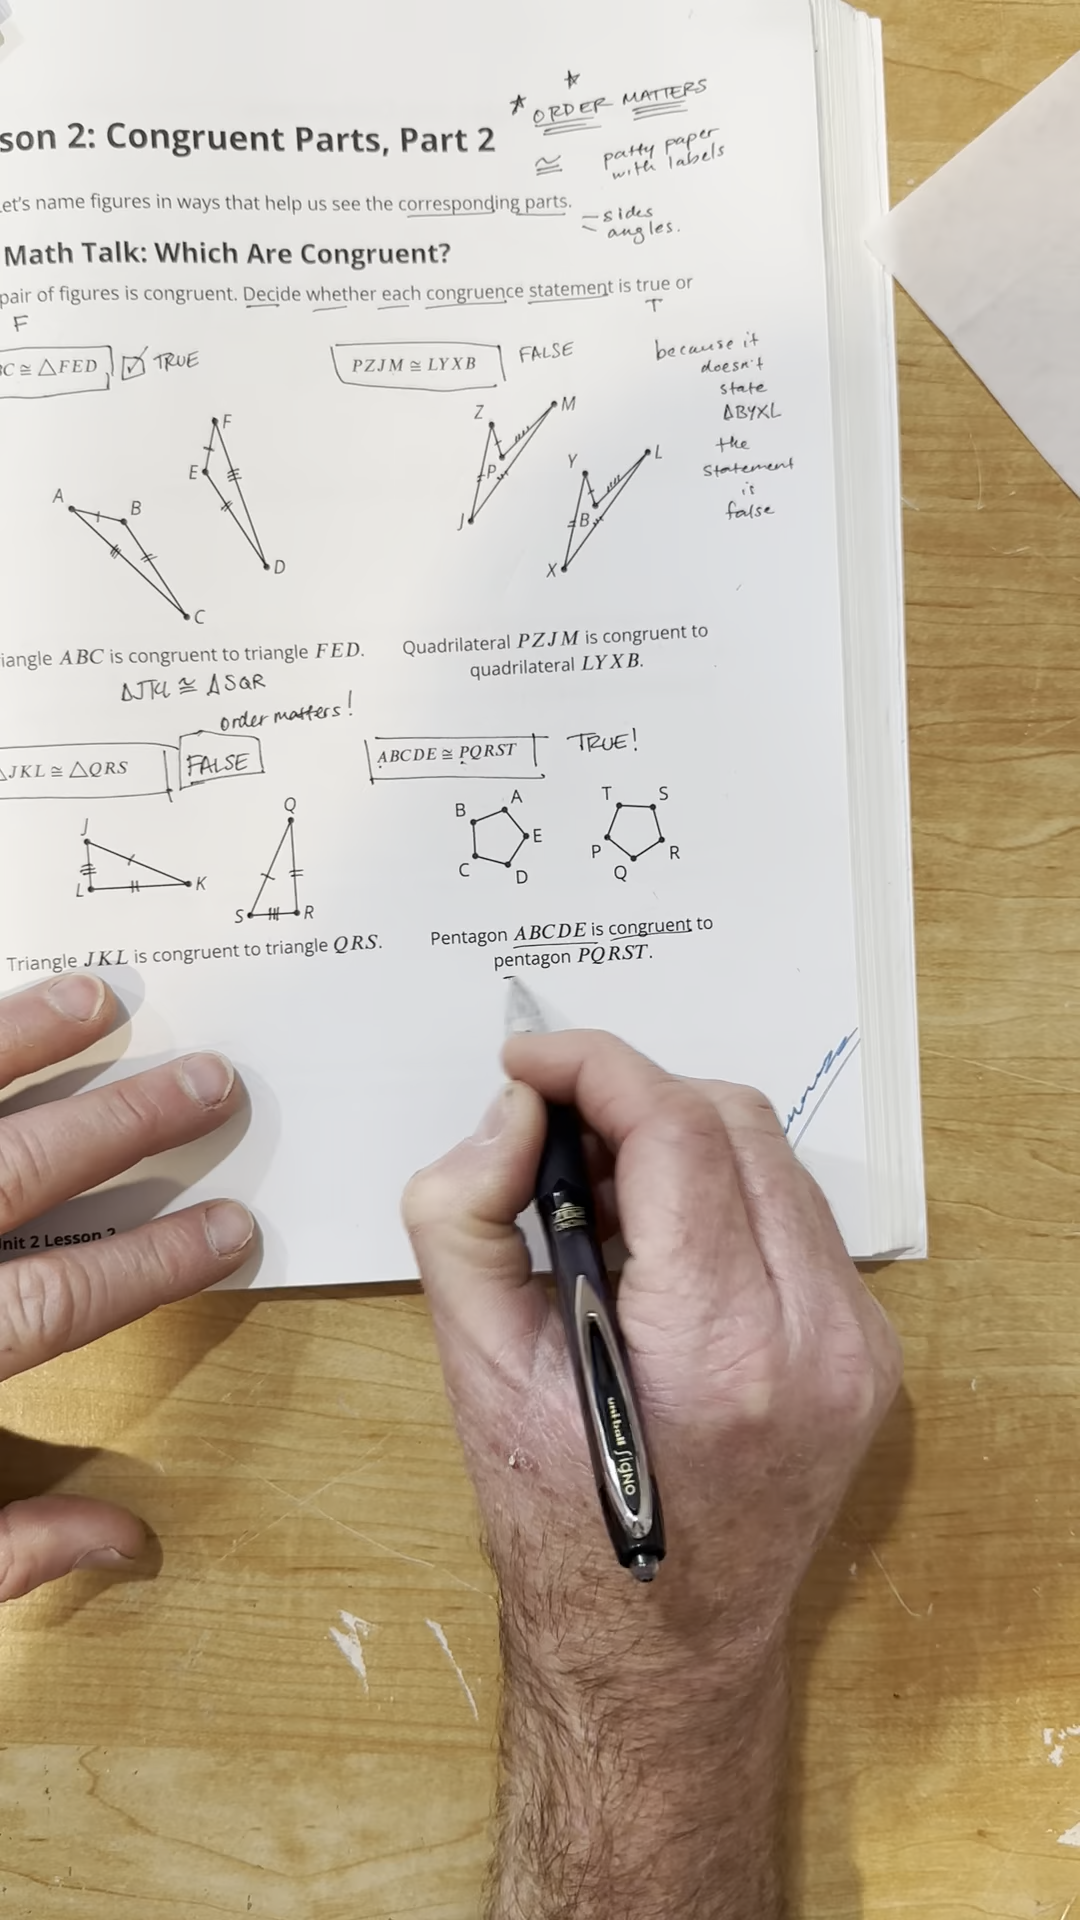 ★
★ ORDER MATTERS
son 2: Congruent Parts, Part 2
≅ patty paper
with labels
et's name figures in ways that help us see the corresponding parts.
– sides
– angles.
Math Talk: Which Are Congruent?
pair of figures is congruent. Decide whether each congruence statement is true or
F
T
BC ≅ △FED
TRUE
PZJM ≅ LYXB
FALSE
because it
doesn't
state
ΔBYXL
the
statement
is
false
F
E
D
A
B
C
Z
M
P
J
Y
L
B
X
iangle ABC is congruent to triangle FED.
Quadrilateral PZJM is congruent to
quadrilateral LYXB.
ΔJKL ≅ ΔSQR
order matters!
△JKL ≅ △QRS
FALSE
ABCDE ≅ PQRST
TRUE!
J
L
K
Q
S
R
B
A
E
C
D
T
S
P
R
Q
Triangle JKL is congruent to triangle QRS.
Pentagon ABCDE is congruent to
pentagon PQRST.
nit 2 Lesson 2
uni-ball Signo